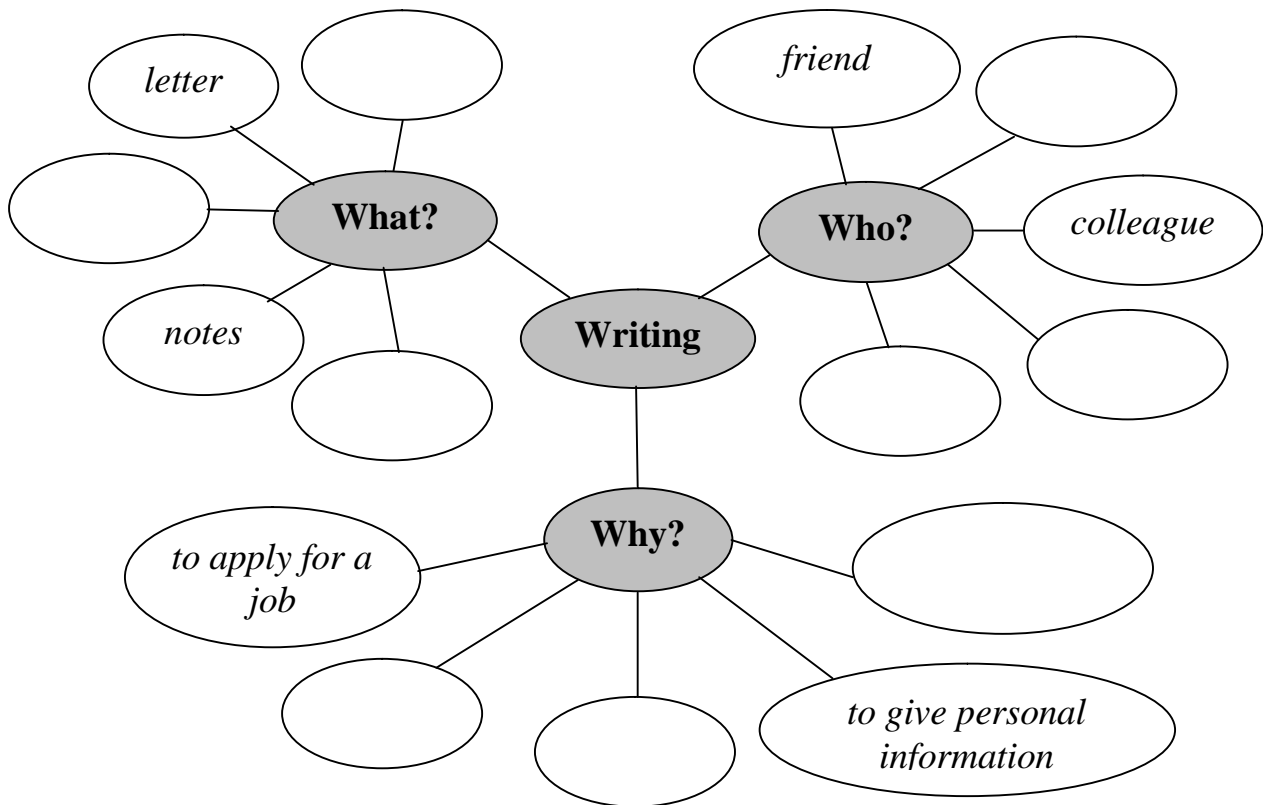 friend
letter
colleague
What?
Who?
notes
Writing
Why?
to apply for a
job
to give personal
information